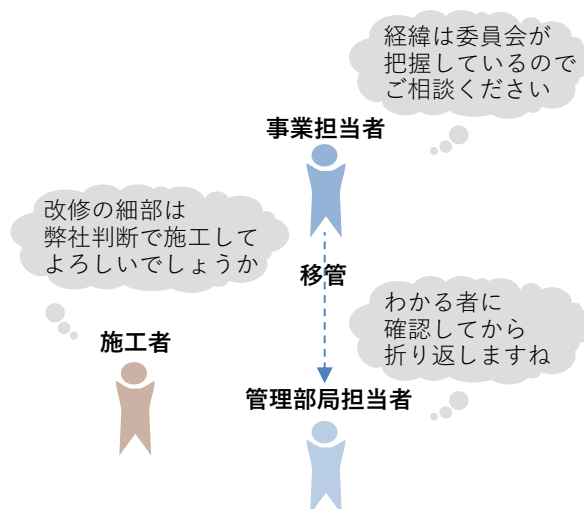 経緯は委員会が
把握しているので
ご相談ください
事業担当者
改修の細部は
弊社判断で施工して
よろしいでしょうか
移管
わかる者に
確認してから
折り返しますね
施工者
管理部局担当者